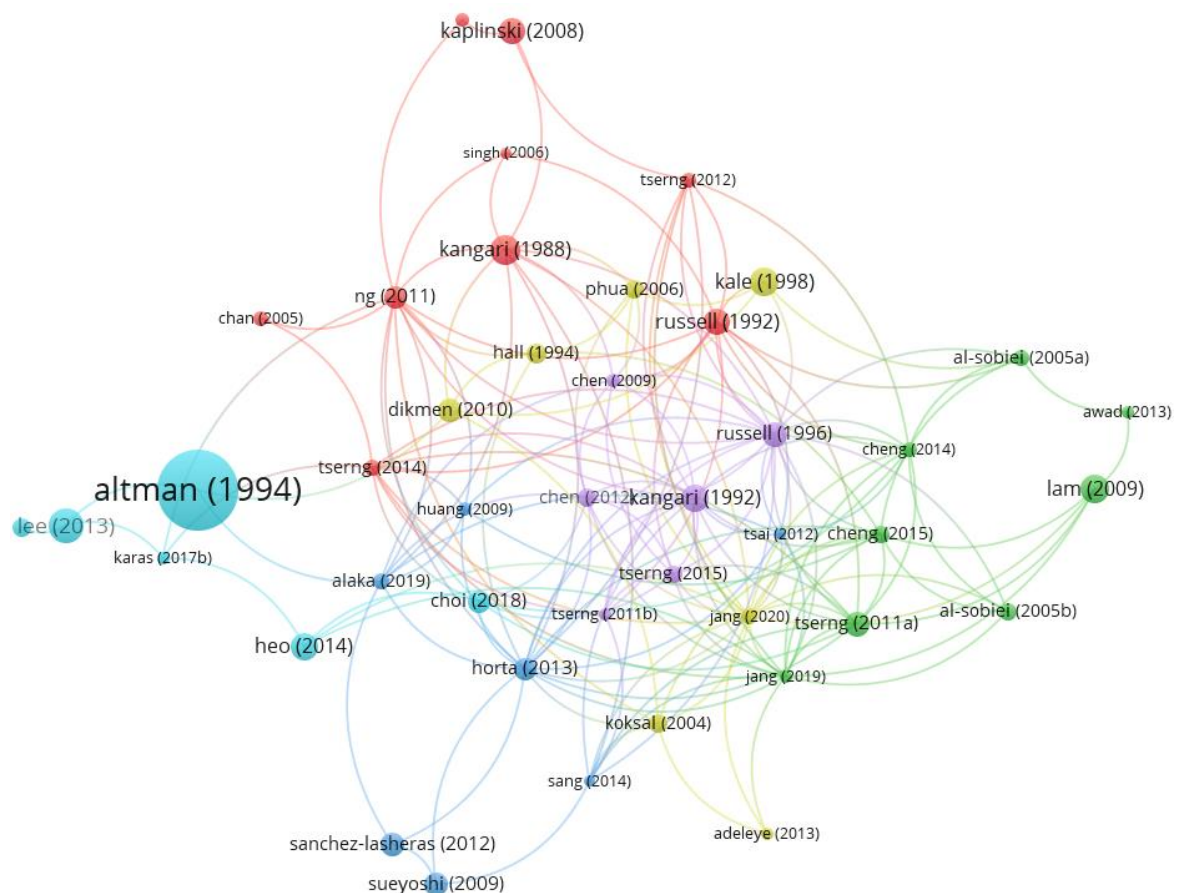 kaplinski (2008)
singh (2006)
tserng (2012)
kangari (1988)
kale (1998)
phua (2006)
ng (2011)
chan (2005)
russell (1992)
hall (1994)
al-sobiei (2005a)
chen (2009)
dikmen (2010)
awad (2013)
russell (1996)
cheng (2014)
tserng (2014)
altman (1994)
lam (2009)
chen (2012)
kangari (1992)
huang (2009)
lee (2013)
tsai (2012)
cheng (2015)
karas (2017b)
tserng (2015)
alaka (2019)
choi (2018)
tserng (2011b)
jang (2020)
tserng (2011a)
al-sobiei (2005b)
heo (2014)
horta (2013)
jang (2019)
koksal (2004)
sang (2014)
adeleye (2013)
sanchez-lasheras (2012)
sueyoshi (2009)